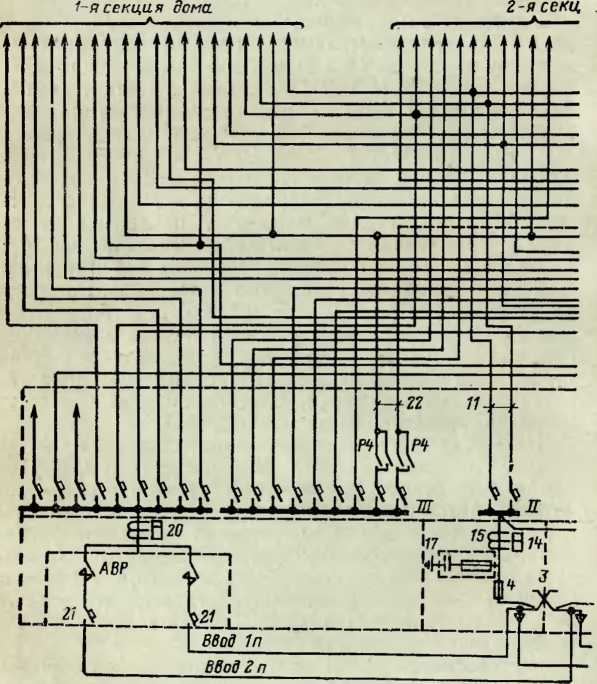 1-я секция дома
2-я секц
22
11
Р4 Р4
III
II
20
15
14
17
АВР
4
3
21
21
Ввод 1п
Ввод 2п